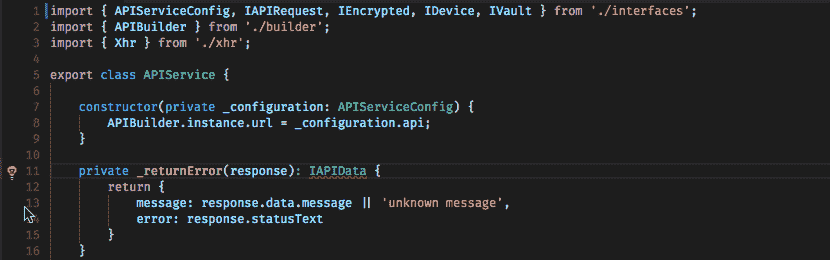 1 import { APIServiceConfig, IAPIRequest, IEncrypted, IDevice, IVault } from './interfaces';
2 import { APIBuilder } from './builder';
3 import { Xhr } from './xhr';
4
5 export class APIService {
6
7 constructor(private _configuration: APIServiceConfig) {
8 APIBuilder.instance.url = _configuration.api;
9 }
10
11 private _returnError(response): IAPIData {
12 return {
13 message: response.data.message || 'unknown message',
14 error: response.statusText
15 }
16 }